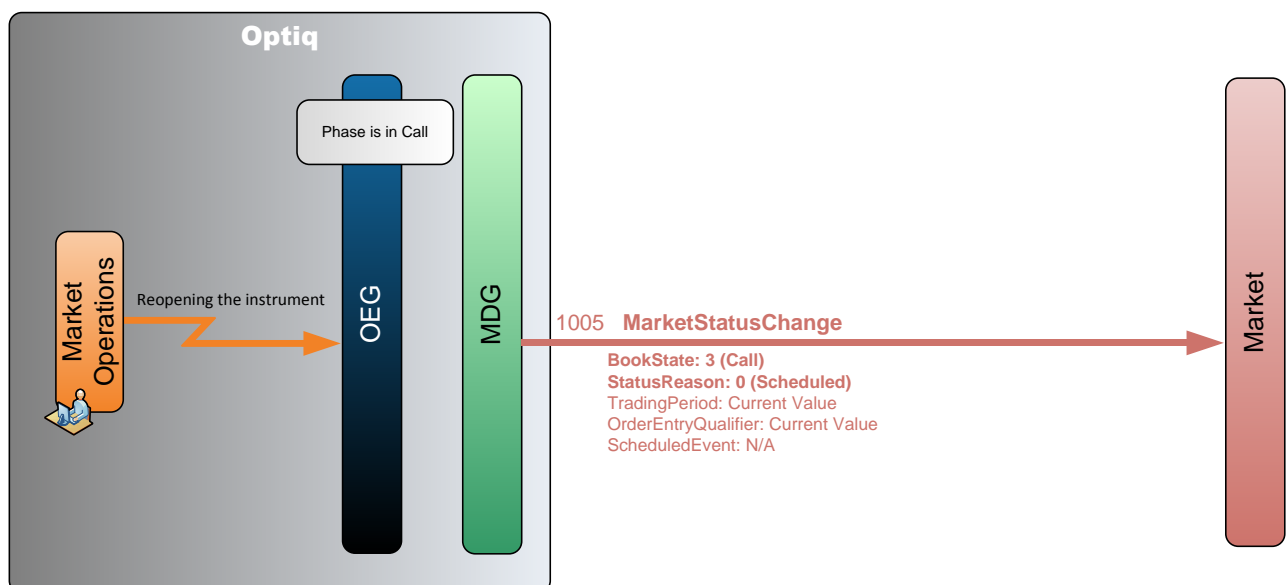 Optiq
Phase is in Call
Market
Operations
Reopening the instrument
OEG
MDG
1005 MarketStatusChange
BookState: 3 (Call)
StatusReason: 0 (Scheduled)
TradingPeriod: Current Value
OrderEntryQualifier: Current Value
ScheduledEvent: N/A
Market